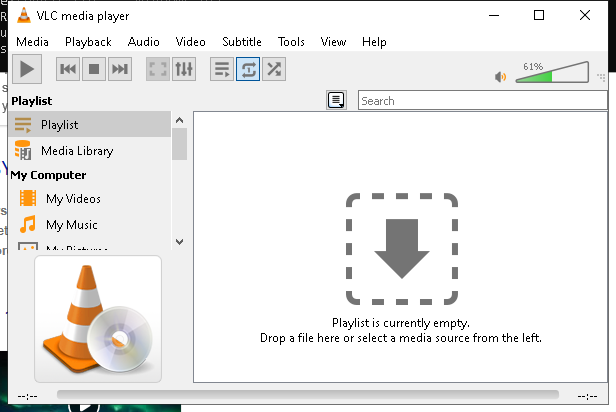 VLC media player
Media Playback Audio Video Subtitle Tools View Help
61%
Playlist
Search
Playlist
Media Library
My Computer
My Videos
My Music
My Pictures
Playlist is currently empty.
Drop a file here or select a media source from the left.
--:-- --:--